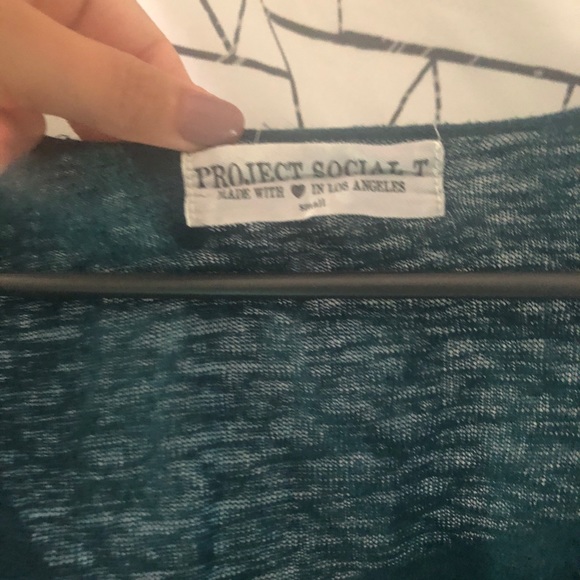 PROJECT SOCIAL T
MADE WITH ♥ IN LOS ANGELES
small